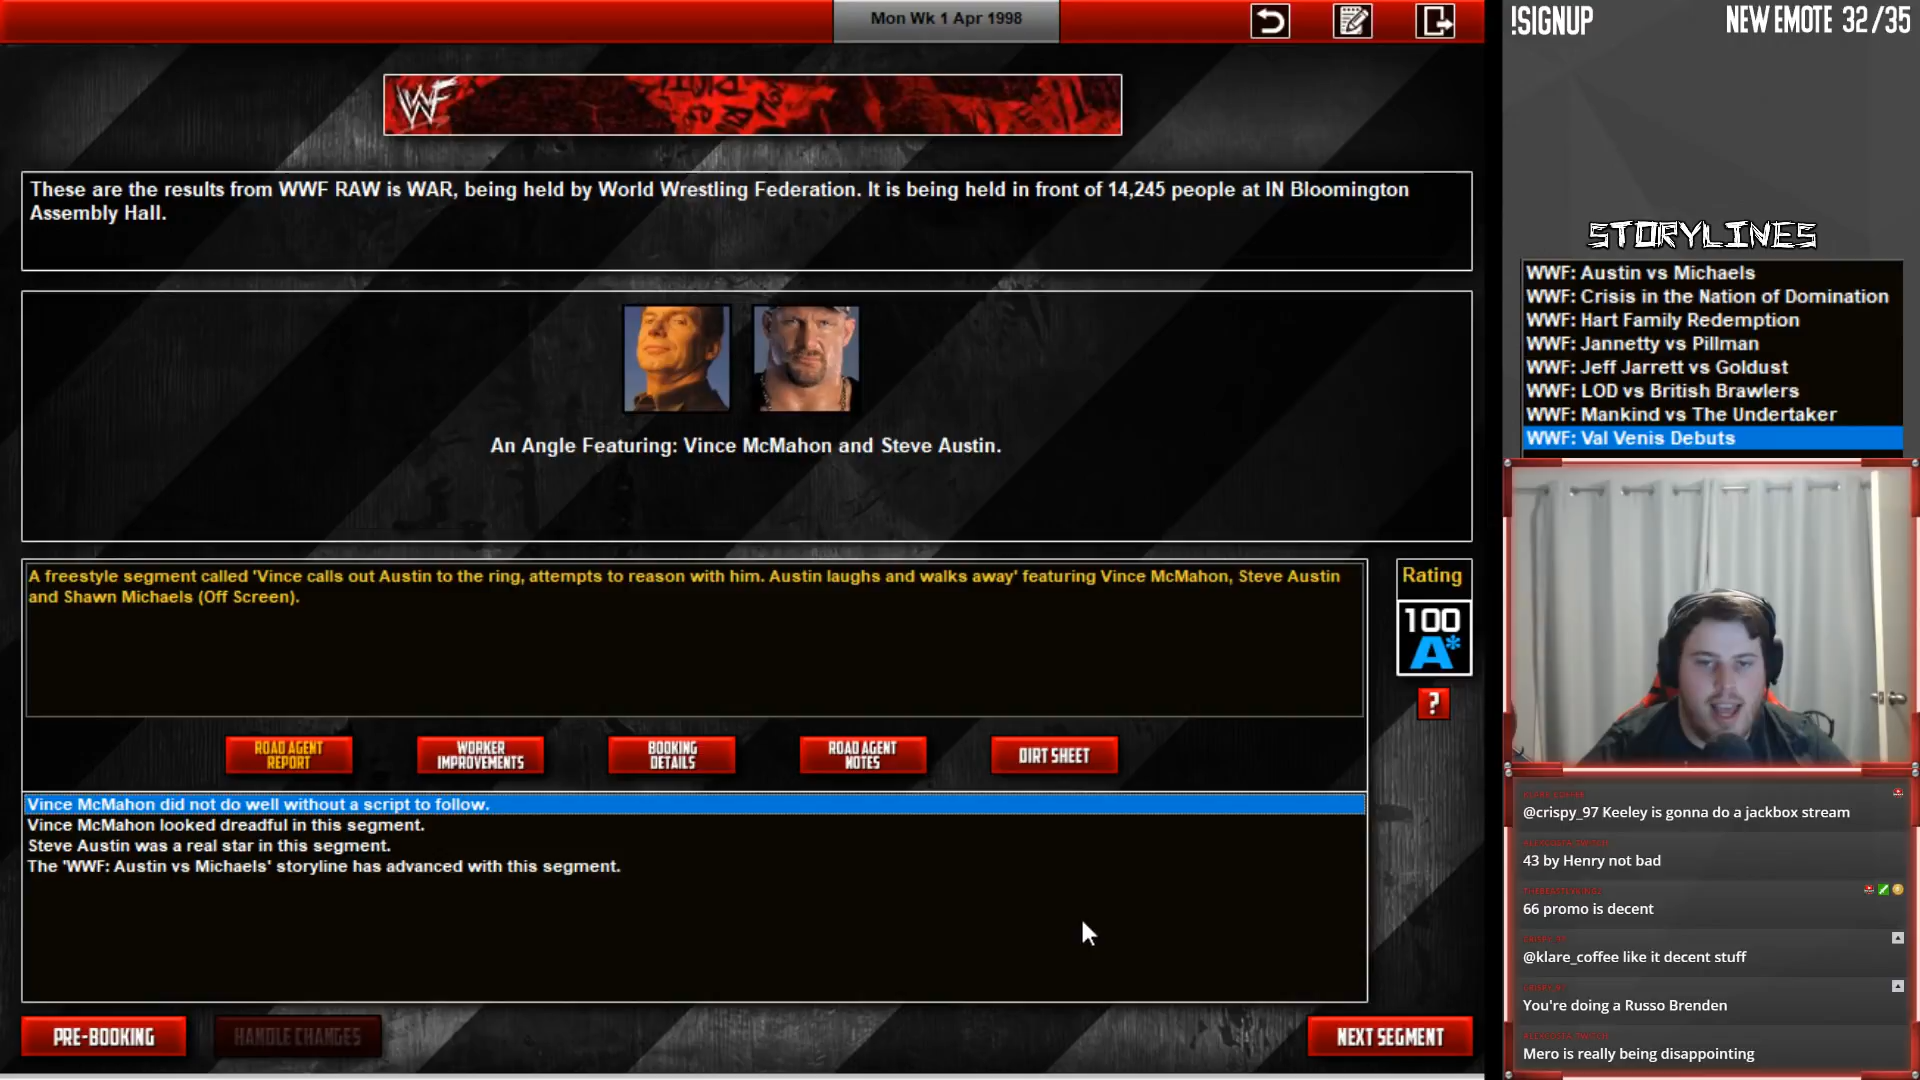 Mon Wk 1 Apr 1998
!SIGNUP
NEW EMOTE 32/35
WF
These are the results from WWF RAW is WAR, being held by World Wrestling Federation. It is being held in front of 14,245 people at IN Bloomington
Assembly Hall.
STORYLINES
WWF: Austin vs Michaels
WWF: Crisis in the Nation of Domination
WWF: Hart Family Redemption
WWF: Jannetty vs Pillman
WWF: Jeff Jarrett vs Goldust
WWF: LOD vs British Brawlers
WWF: Mankind vs The Undertaker
WWF: Val Venis Debuts
An Angle Featuring: Vince McMahon and Steve Austin.
A freestyle segment called 'Vince calls out Austin to the ring, attempts to reason with him. Austin laughs and walks away' featuring Vince McMahon, Steve Austin
and Shawn Michaels (Off Screen).
Rating
100
A*
?
ROAD AGENT
REPORT
WORKER
IMPROVEMENTS
BOOKING
DETAILS
ROAD AGENT
NOTES
DIRT SHEET
Vince McMahon did not do well without a script to follow.
Vince McMahon looked dreadful in this segment.
Steve Austin was a real star in this segment.
The 'WWF: Austin vs Michaels' storyline has advanced with this segment.
PRE-BOOKING
HANDLE CHANGES
NEXT SEGMENT
@crispy_97 Keeley is gonna do a jackbox stream
43 by Henry not bad
66 promo is decent
@klare_coffee like it decent stuff
You're doing a Russo Brenden
Mero is really being disappointing